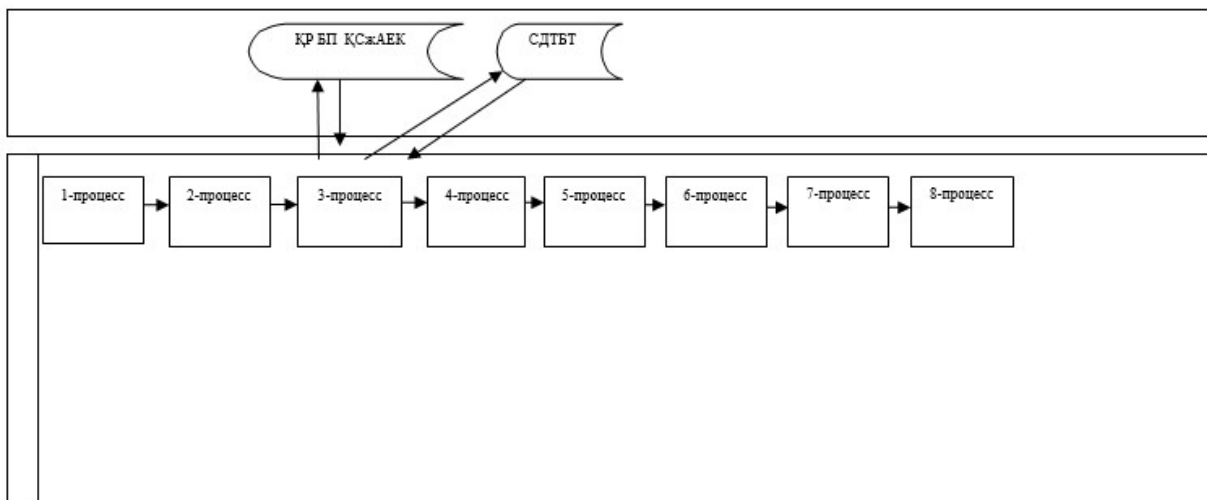 ҚР БП ҚСжАЕК
СДТБТ
1-процесс
2-процесс
3-процесс
4-процесс
5-процесс
6-процесс
7-процесс
8-процесс